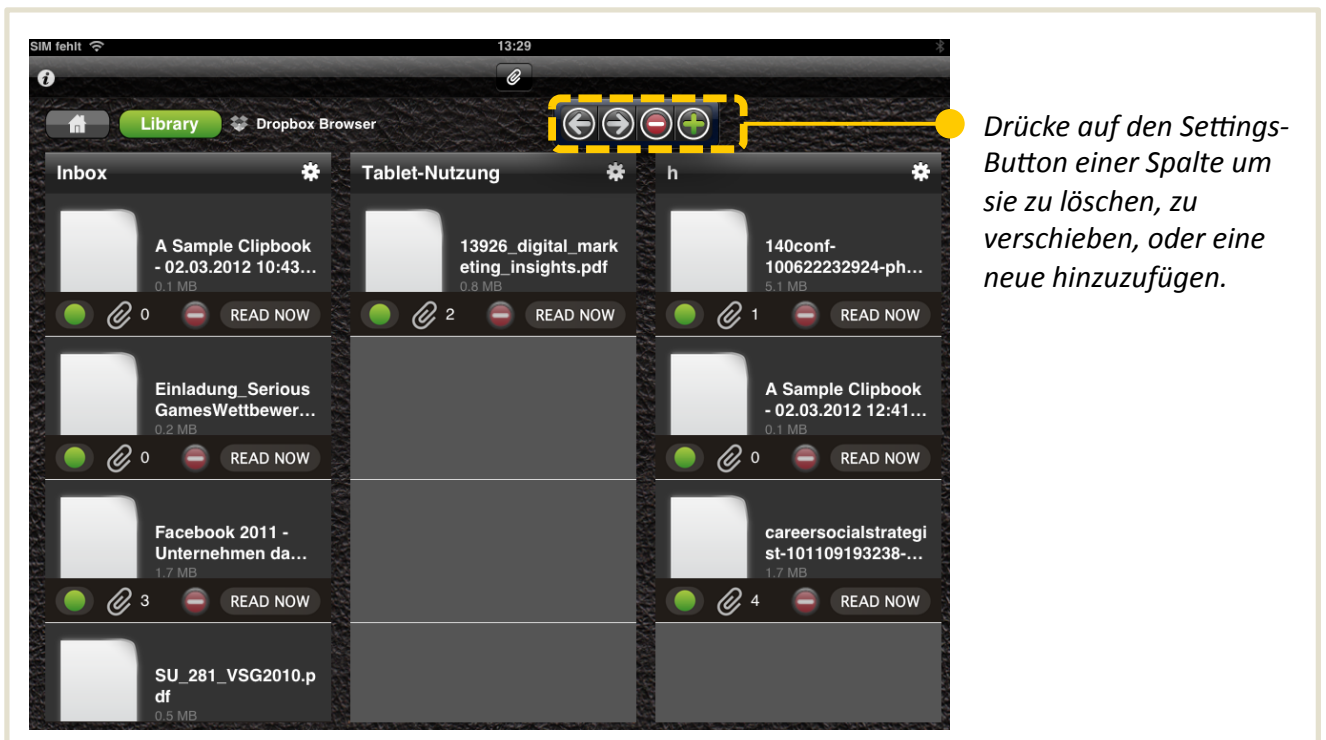 SIM fehlt
13:29
Library
Dropbox Browser
Inbox
A Sample Clipbook
- 02.03.2012 10:43...
0.1 MB
0
READ NOW
Einladung_Serious
GamesWettbewer...
0.2 MB
0
READ NOW
Facebook 2011 -
Unternehmen da...
1.7 MB
3
READ NOW
SU_281_VSG2010.p
df
0.5 MB
Tablet-Nutzung
13926_digital_mark
eting_insights.pdf
0.8 MB
2
READ NOW
h
140conf-
100622232924-ph...
5.1 MB
1
READ NOW
A Sample Clipbook
- 02.03.2012 12:41...
0.1 MB
0
READ NOW
careersocialstrategi
st-101109193238-...
1.7 MB
4
READ NOW
Drücke auf den Settings-
Button einer Spalte um
sie zu löschen, zu
verschieben, oder eine
neue hinzuzufügen.